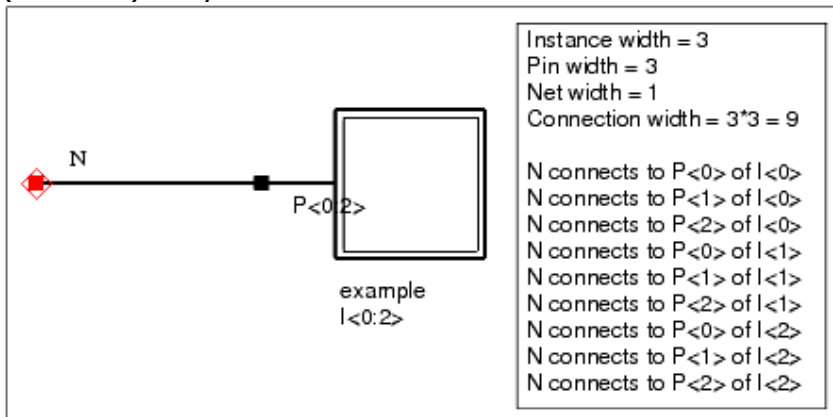 N
P<0:2>
example
I<0:2>
Instance width = 3
Pin width = 3
Net width = 1
Connection width = 3*3 = 9
N connects to P<0> of I<0>
N connects to P<1> of I<0>
N connects to P<2> of I<0>
N connects to P<0> of I<1>
N connects to P<1> of I<1>
N connects to P<2> of I<1>
N connects to P<0> of I<2>
N connects to P<1> of I<2>
N connects to P<2> of I<2>